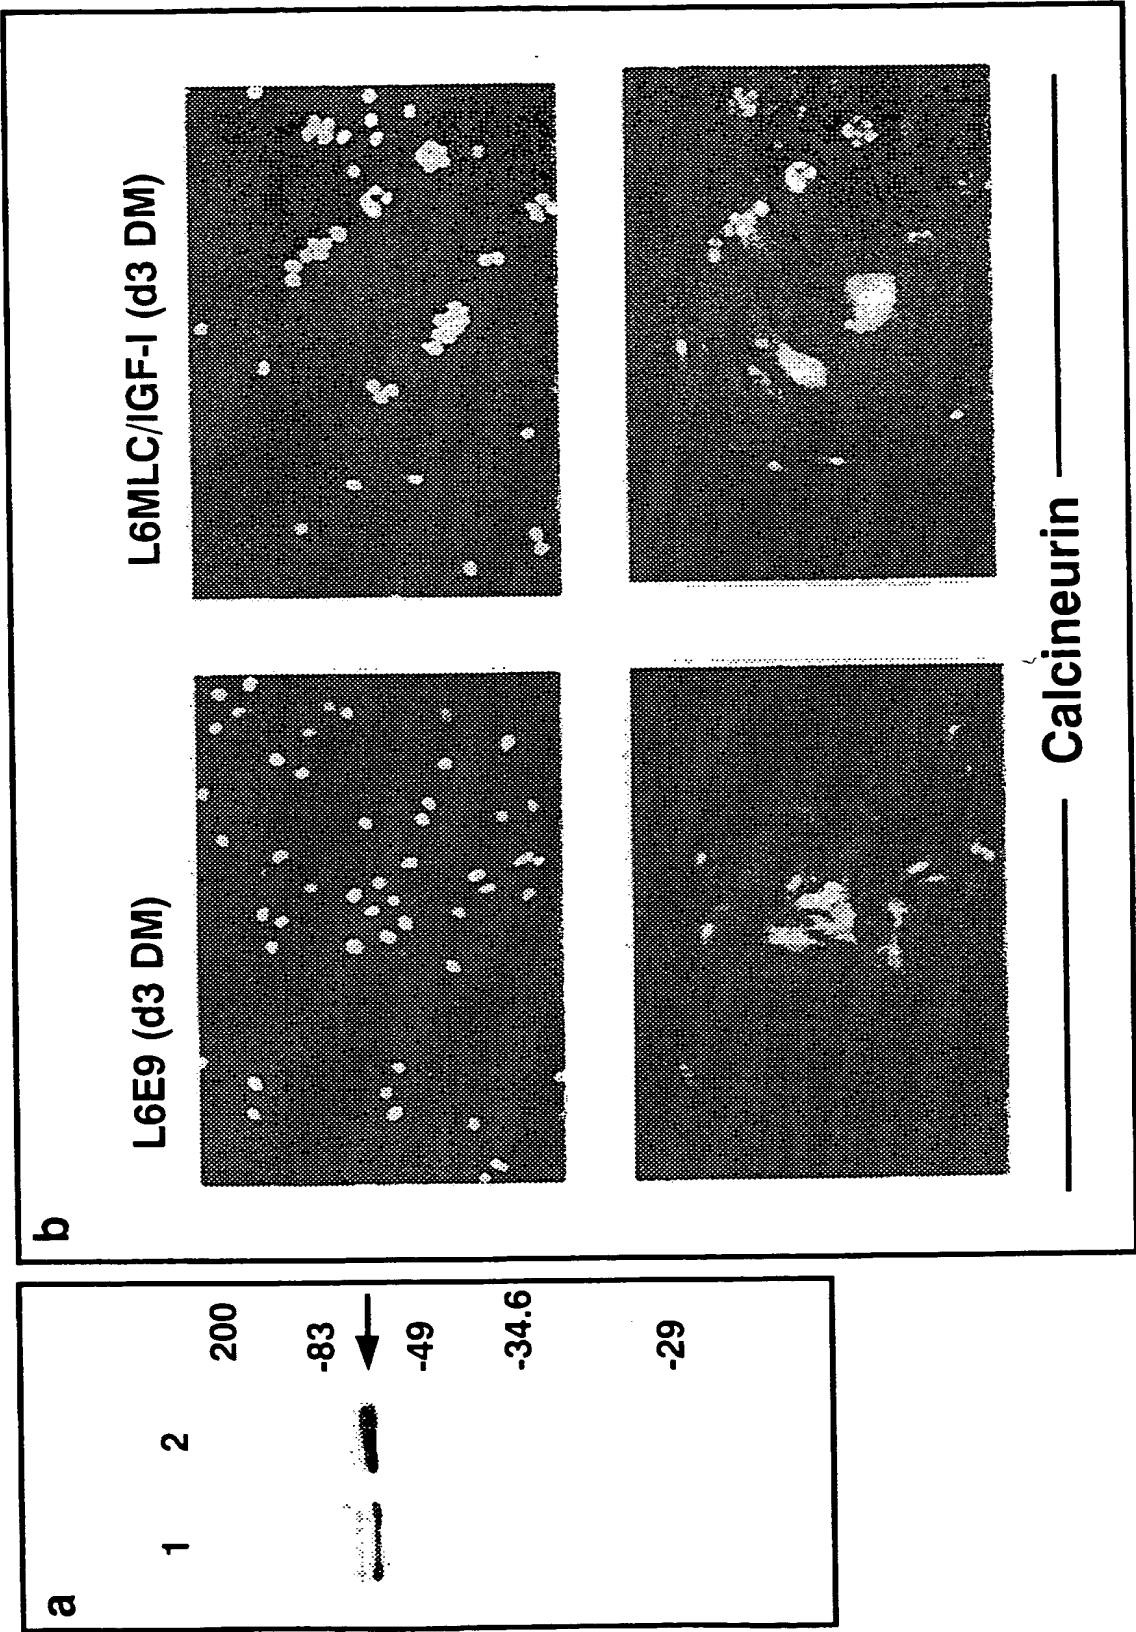 a
1
2
200
-83
-49
-34.6
-29
b
L6E9 (d3 DM)
L6MLC/IGF-I (d3 DM)
Calcineurin